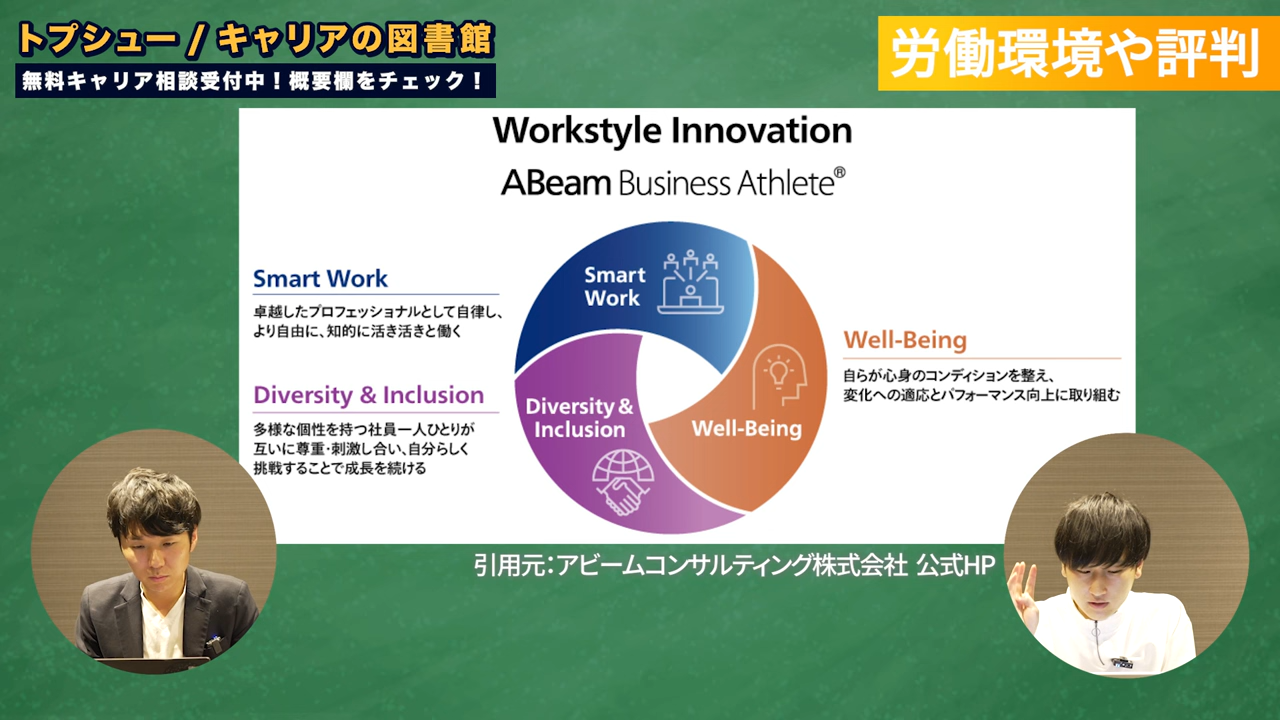 トプシュー / キャリアの図書館
無料キャリア相談受付中！概要欄をチェック！
労働環境や評判
Workstyle Innovation
ABeam Business Athlete®
Smart Work
卓越したプロフェッショナルとして自律し、
より自由に、知的に活き活きと働く
Diversity & Inclusion
多様な個性を持つ社員一人ひとりが
互いに尊重・刺激し合い、自分らしく
挑戦することで成長を続ける
Smart
Work
Diversity &
Inclusion
Well-Being
Well-Being
自らが心身のコンディションを整え、
変化への適応とパフォーマンス向上に取り組む
引用元：アビームコンサルティング株式会社 公式HP